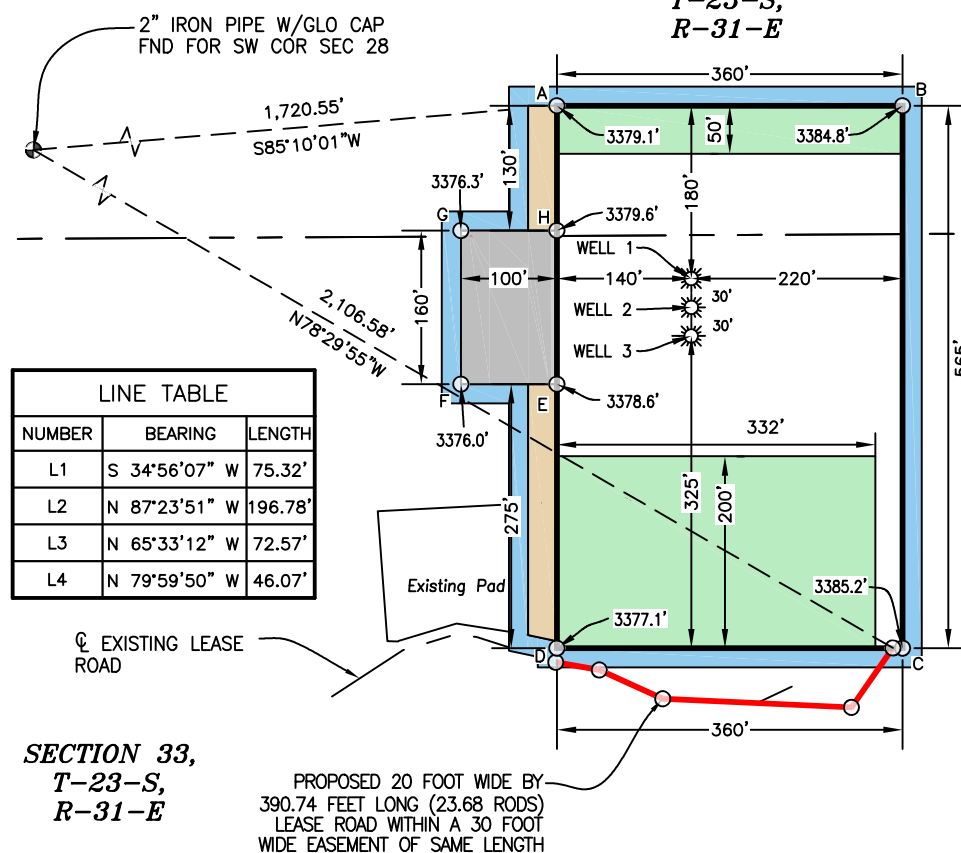 T-23-S,
R-31-E
2" IRON PIPE W/GLO CAP
FND FOR SW COR SEC 28
360'
A
B
1,720.55'
S85°10'01"W
3379.1'
50'
3384.8'
130'
180'
3376.3'
G
H
3379.6'
WELL 1
100'
140'
220'
160'
565'
WELL 2
30'
WELL 3
30'
2,106.58'
N78°29'55"W
F
E
3378.6'
3376.0'
LINE TABLE
NUMBER BEARING LENGTH
L1 S 34°56'07" W 75.32'
L2 N 87°23'51" W 196.78'
L3 N 65°33'12" W 72.57'
L4 N 79°59'50" W 46.07'
332'
275'
325'
200'
Existing Pad
3385.2'
3377.1'
D
C
℄ EXISTING LEASE
ROAD
360'
SECTION 33,
T-23-S,
R-31-E
PROPOSED 20 FOOT WIDE BY
390.74 FEET LONG (23.68 RODS)
LEASE ROAD WITHIN A 30 FOOT
WIDE EASEMENT OF SAME LENGTH